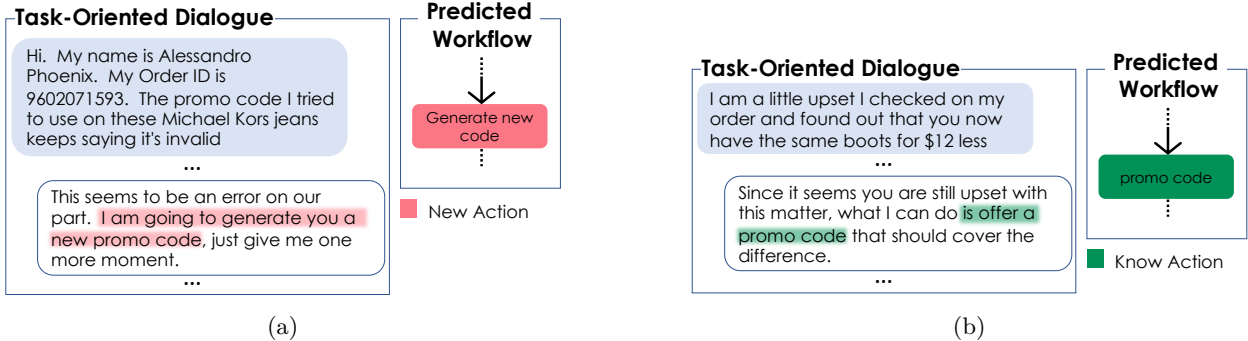 Task-Oriented Dialogue
Hi.  My name is Alessandro
Phoenix.  My Order ID is
9602071593.  The promo code I tried
to use on these Michael Kors jeans
keeps saying it's invalid
...
This seems to be an error on our
part.  I am going to generate you a
new promo code, just give me one
more moment.
...
Predicted
Workflow
Generate new
code
New Action
(a)
Task-Oriented Dialogue
I am a little upset I checked on my
order and found out that you now
have the same boots for $12 less
...
Since it seems you are still upset with
this matter, what I can do is offer a
promo code that should cover the
difference.
...
Predicted
Workflow
promo code
Know Action
(b)